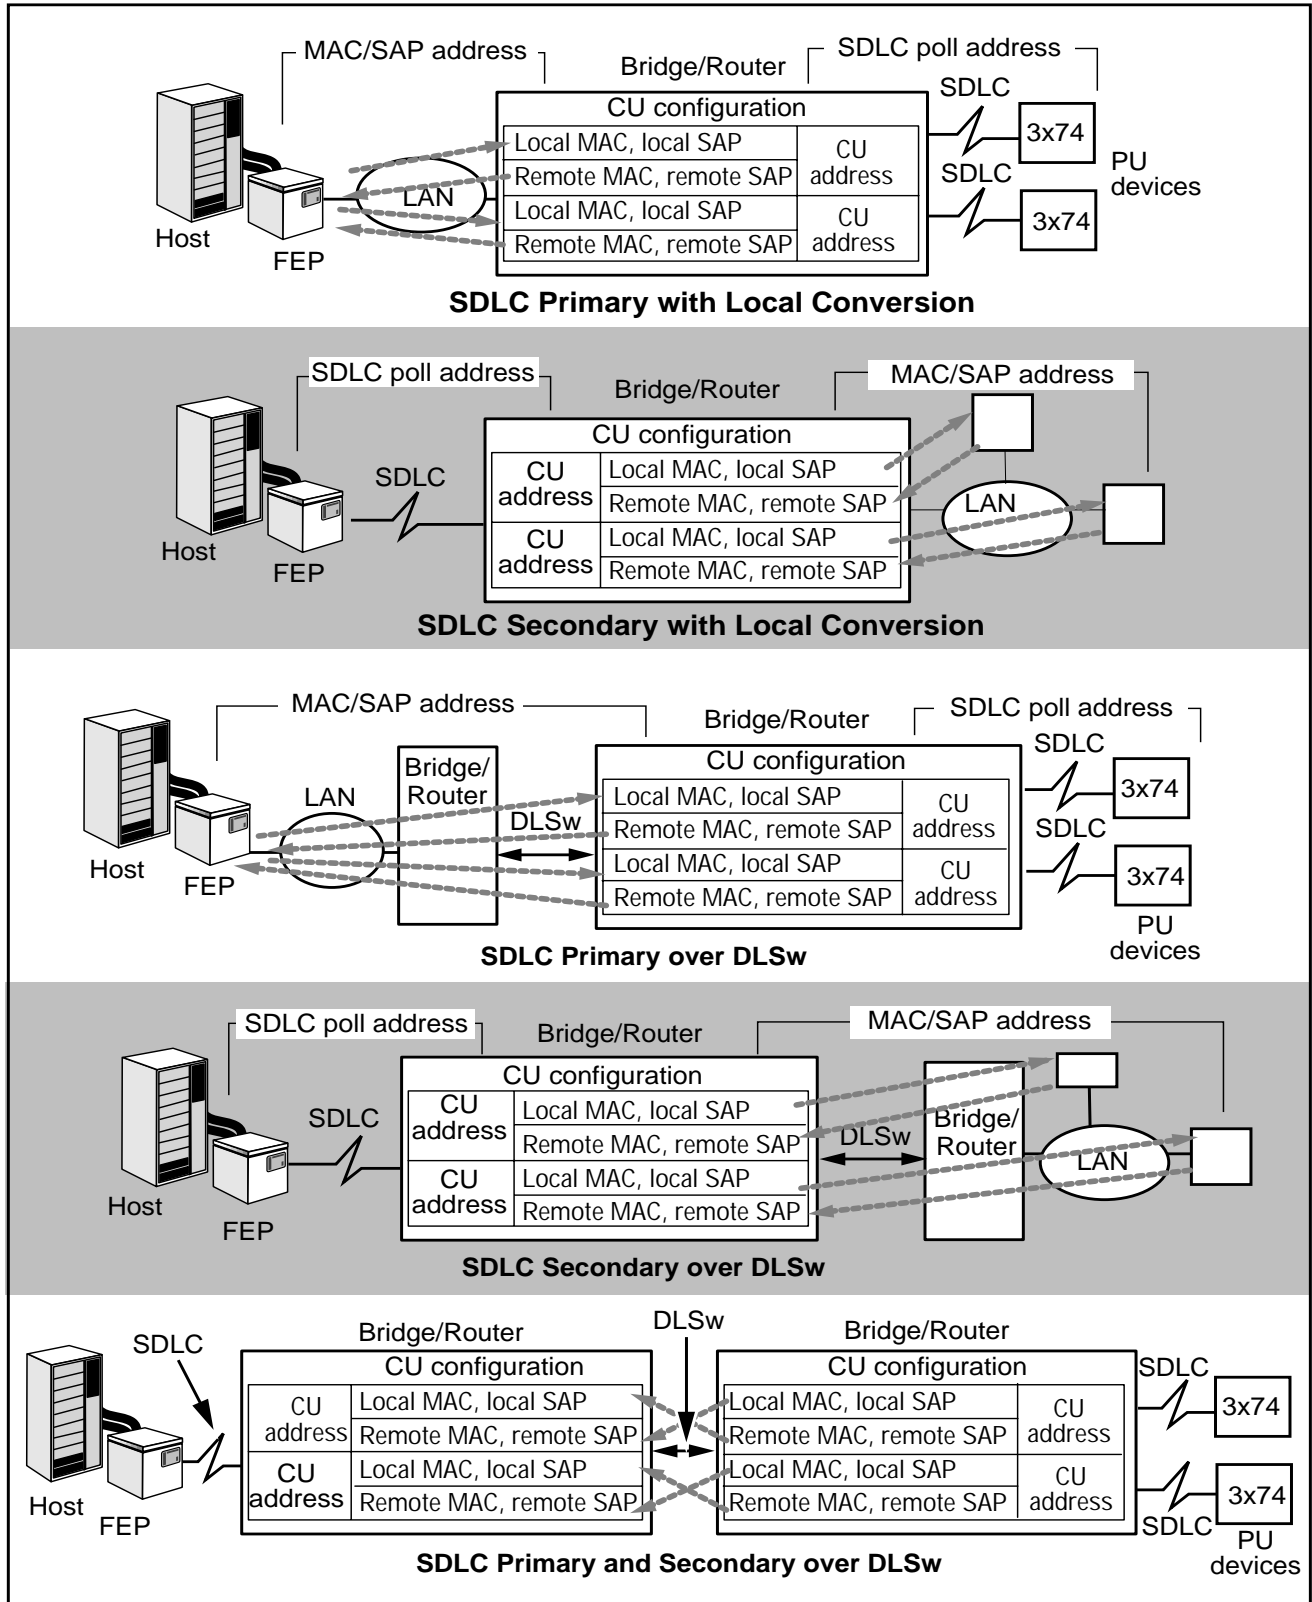 MAC/SAP address
SDLC poll address
Bridge/Router
SDLC
CU configuration
Local MAC, local SAP
CU
address
3x74
Remote MAC, remote SAP
SDLC
PU
devices
LAN
Local MAC, local SAP
CU
address
3x74
Remote MAC, remote SAP
Host
FEP
SDLC Primary with Local Conversion
SDLC poll address
Bridge/Router
MAC/SAP address
CU configuration
CU
address
Local MAC, local SAP
SDLC
Remote MAC, remote SAP
LAN
CU
address
Local MAC, local SAP
Remote MAC, remote SAP
Host
FEP
SDLC Secondary with Local Conversion
MAC/SAP address
Bridge/Router
SDLC poll address
SDLC
Bridge/
Router
CU configuration
LAN
Local MAC, local SAP
CU
address
3x74
DLSw
Remote MAC, remote SAP
SDLC
Local MAC, local SAP
CU
address
3x74
Remote MAC, remote SAP
Host
FEP
PU
devices
SDLC Primary over DLSw
SDLC poll address
Bridge/Router
MAC/SAP address
CU configuration
CU
address
Local MAC, local SAP
SDLC
Remote MAC, remote SAP
DLSw
Bridge/
Router
CU
address
Local MAC, local SAP
LAN
Remote MAC, remote SAP
Host
FEP
SDLC Secondary over DLSw
SDLC
Bridge/Router
DLSw
Bridge/Router
CU configuration
CU configuration
SDLC
CU
address
Local MAC, local SAP
Remote MAC, remote SAP
Local MAC, local SAP
Remote MAC, remote SAP
CU
address
3x74
CU
address
Local MAC, local SAP
Remote MAC, remote SAP
Local MAC, local SAP
Remote MAC, remote SAP
CU
address
3x74
Host
FEP
SDLC
PU
devices
SDLC Primary and Secondary over DLSw